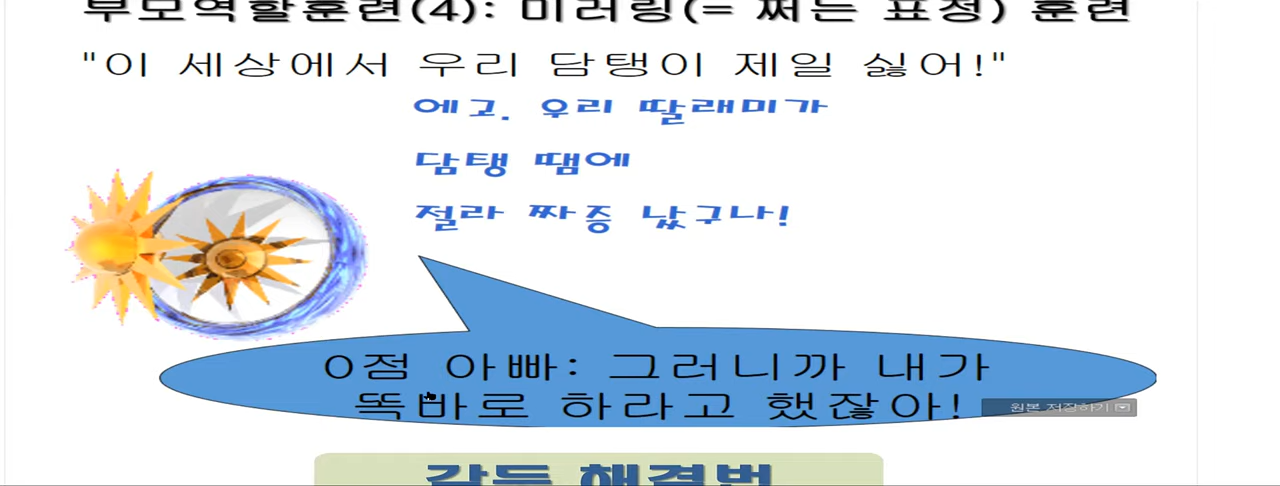 부모역할훈련(4): 미러링(= 쩌는 표정) 훈련
"이 세상에서 우리 담탱이 제일 싫어!"
에고. 우리 딸래미가
담탱 땜에
절라 짜증 났구나!
0점 아빠: 그러니까 내가
똑바로 하라고 했잖아!
원본 저장하기
갈등 해결법